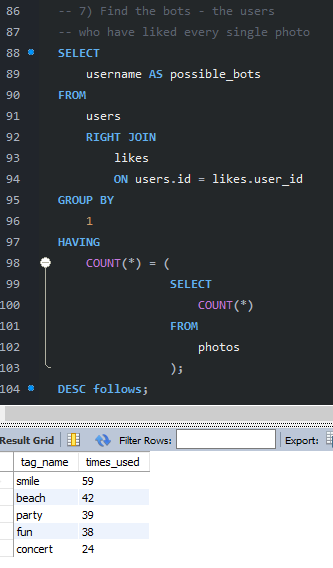 86 -- 7) Find the bots - the users
87 -- who have liked every single photo
88 SELECT
89 username AS possible_bots
90 FROM
91 users
92 RIGHT JOIN
93 likes
94 ON users.id = likes.user_id
95 GROUP BY
96 1
97 HAVING
98 COUNT(*) = (
99 SELECT
100 COUNT(*)
101 FROM
102 photos
103 );
104 DESC follows;
Result Grid Filter Rows: Export:
tag_name times_used
smile 59
beach 42
party 39
fun 38
concert 24